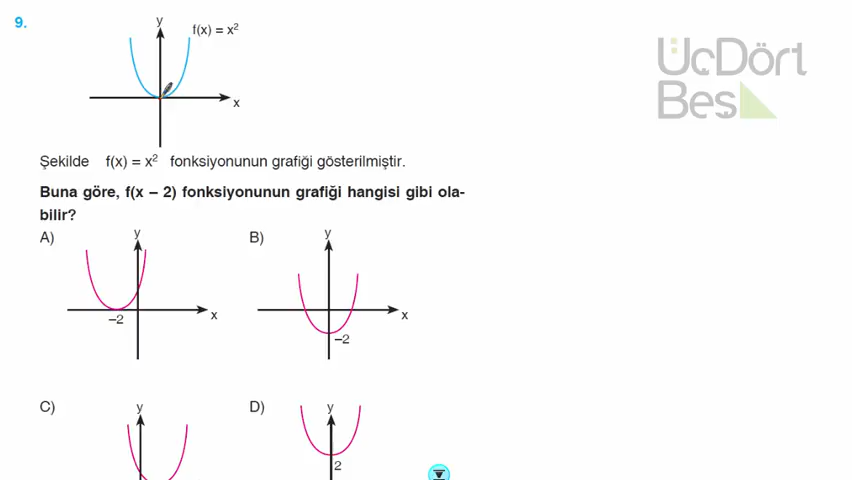 9.
y
f(x) = x²
x
ÜçDört
Beş
Şekilde f(x) = x² fonksiyonunun grafiği gösterilmiştir.
Buna göre, f(x – 2) fonksiyonunun grafiği hangisi gibi ola-
bilir?
A)
y
–2
x
B)
y
x
–2
C)
y
D)
y
2